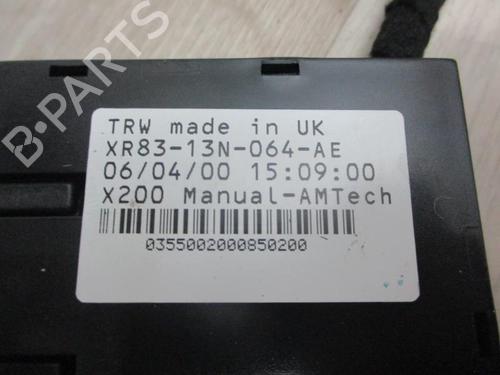 B-PARTS
TRW made in UK
XR83-13N-064-AE
06/04/00 15:09:00
X200 Manual-AMTech
0355002000850200